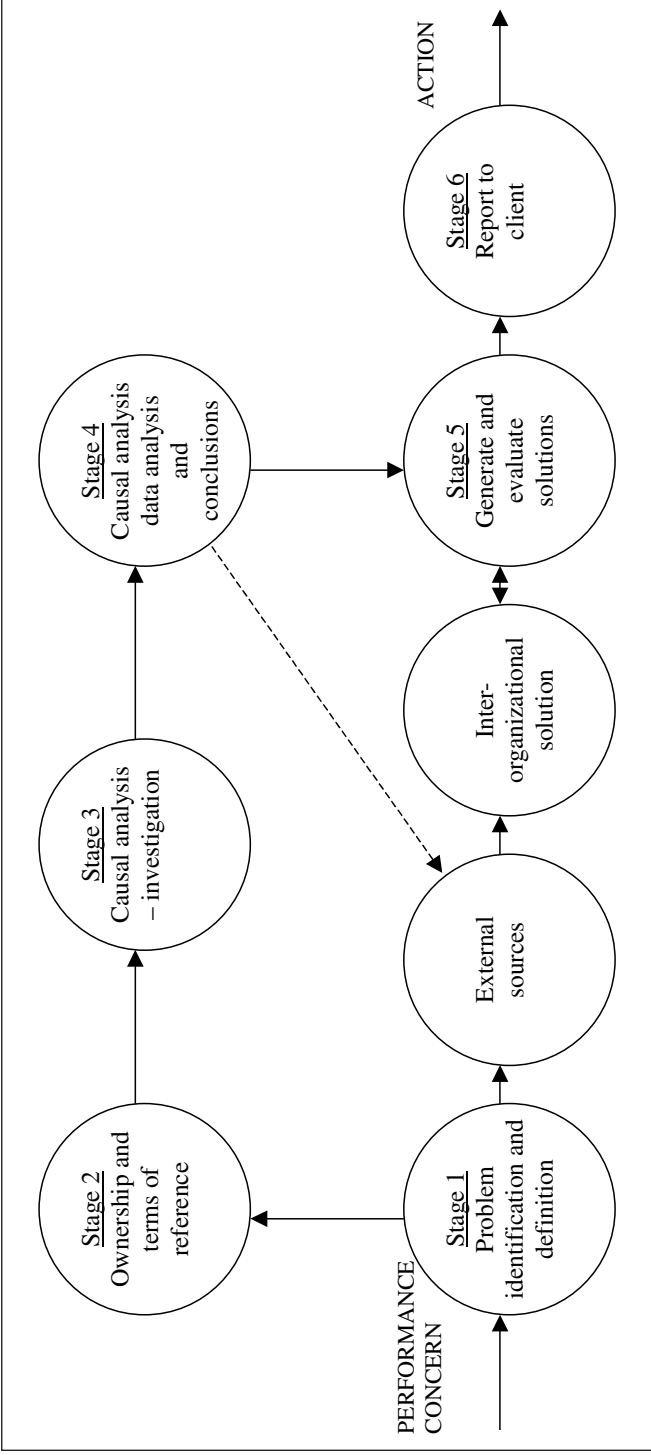 PERFORMANCE
CONCERN
Stage 1
Problem
identification and
definition
Stage 2
Ownership and
terms of
reference
Stage 3
Causal analysis
– investigation
Stage 4
Causal analysis
data analysis
and
conclusions
External
sources
Inter-
organizational
solution
Stage 5
Generate and
evaluate
solutions
Stage 6
Report to
client
ACTION